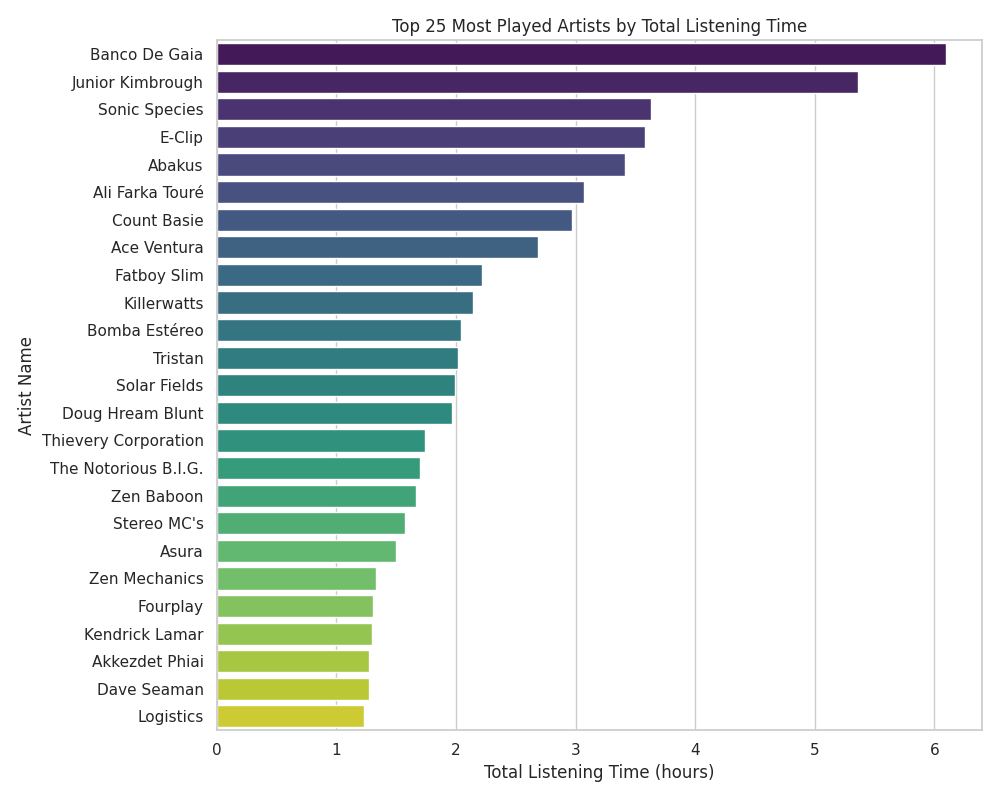 Top 25 Most Played Artists by Total Listening Time
Artist Name
Banco De Gaia
Junior Kimbrough
Sonic Species
E-Clip
Abakus
Ali Farka Touré
Count Basie
Ace Ventura
Fatboy Slim
Killerwatts
Bomba Estéreo
Tristan
Solar Fields
Doug Hream Blunt
Thievery Corporation
The Notorious B.I.G.
Zen Baboon
Stereo MC's
Asura
Zen Mechanics
Fourplay
Kendrick Lamar
Akkezdet Phiai
Dave Seaman
Logistics
0 1 2 3 4 5 6
Total Listening Time (hours)